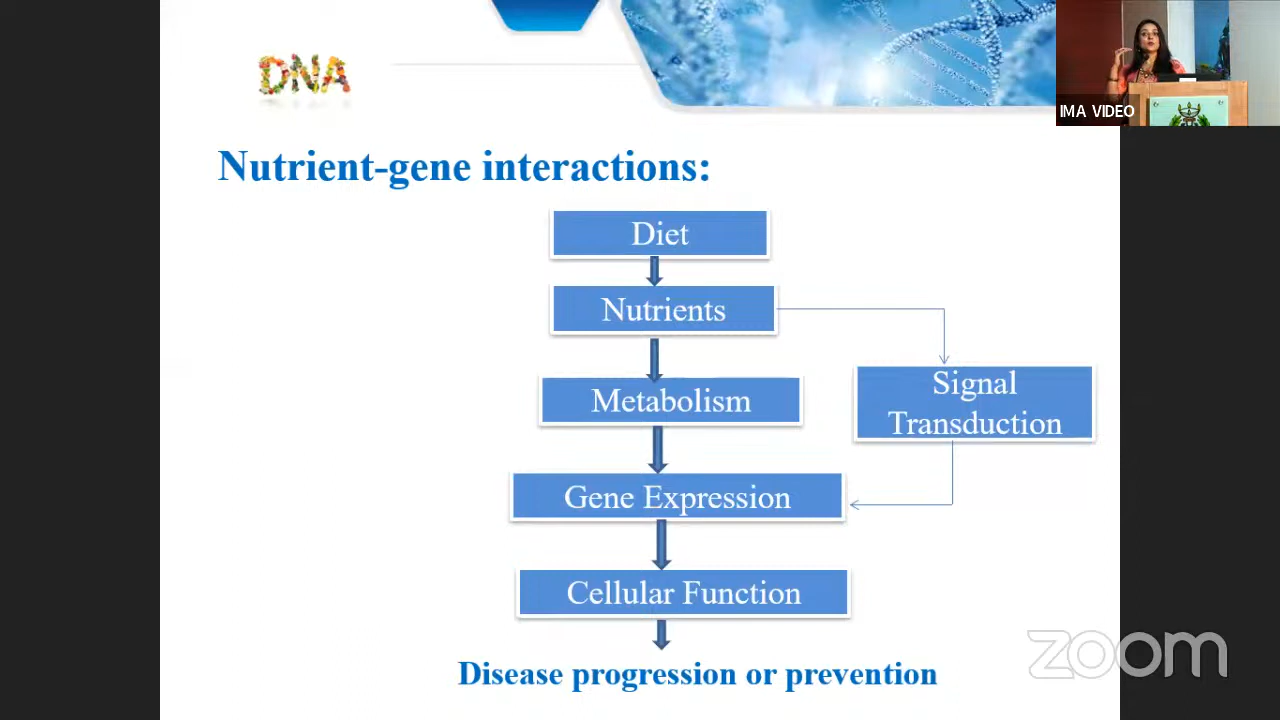 DNA
IMA VIDEO
Nutrient-gene interactions:
Diet
Nutrients
Metabolism
Signal
Transduction
Gene Expression
Cellular Function
Disease progression or prevention
zoom